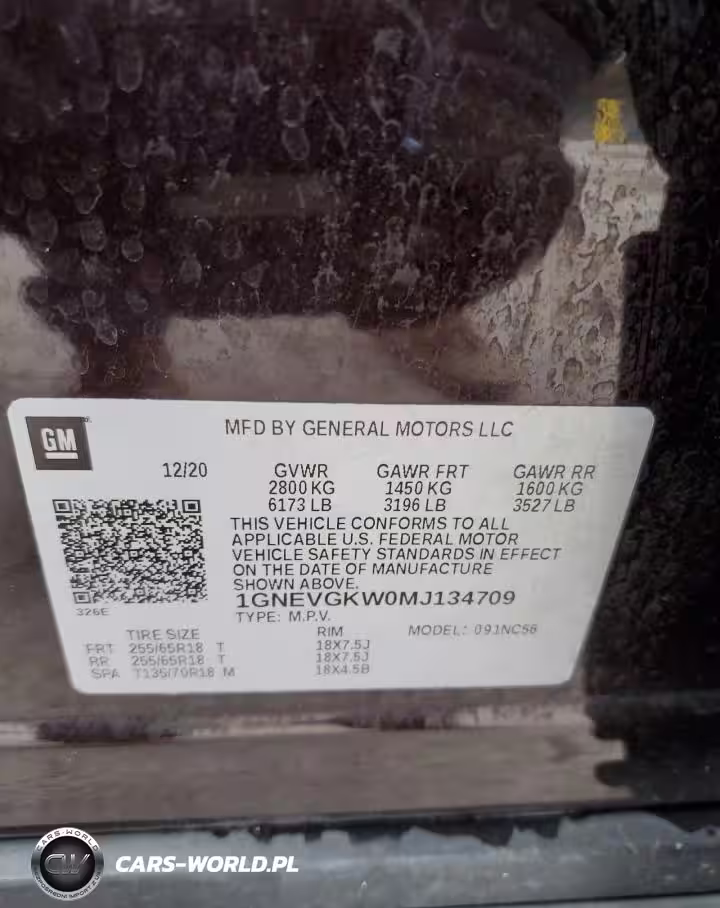 GM
MFD BY GENERAL MOTORS LLC
12/20 GVWR GAWR FRT GAWR RR
2800 KG 1450 KG 1600 KG
6173 LB 3196 LB 3527 LB
THIS VEHICLE CONFORMS TO ALL
APPLICABLE U.S. FEDERAL MOTOR
VEHICLE SAFETY STANDARDS IN EFFECT
ON THE DATE OF MANUFACTURE
SHOWN ABOVE.
326E
1GNEVGKW0MJ134709
TYPE: M.P.V.
TIRE SIZE RIM MODEL:
FRT 255/65R18 T 18X7.5J
RR 255/65R18 T 18X7.5J
SPA T135/70R18 M 18X4.5B
CARS-WORLD
CW
CARS-WORLD.PL